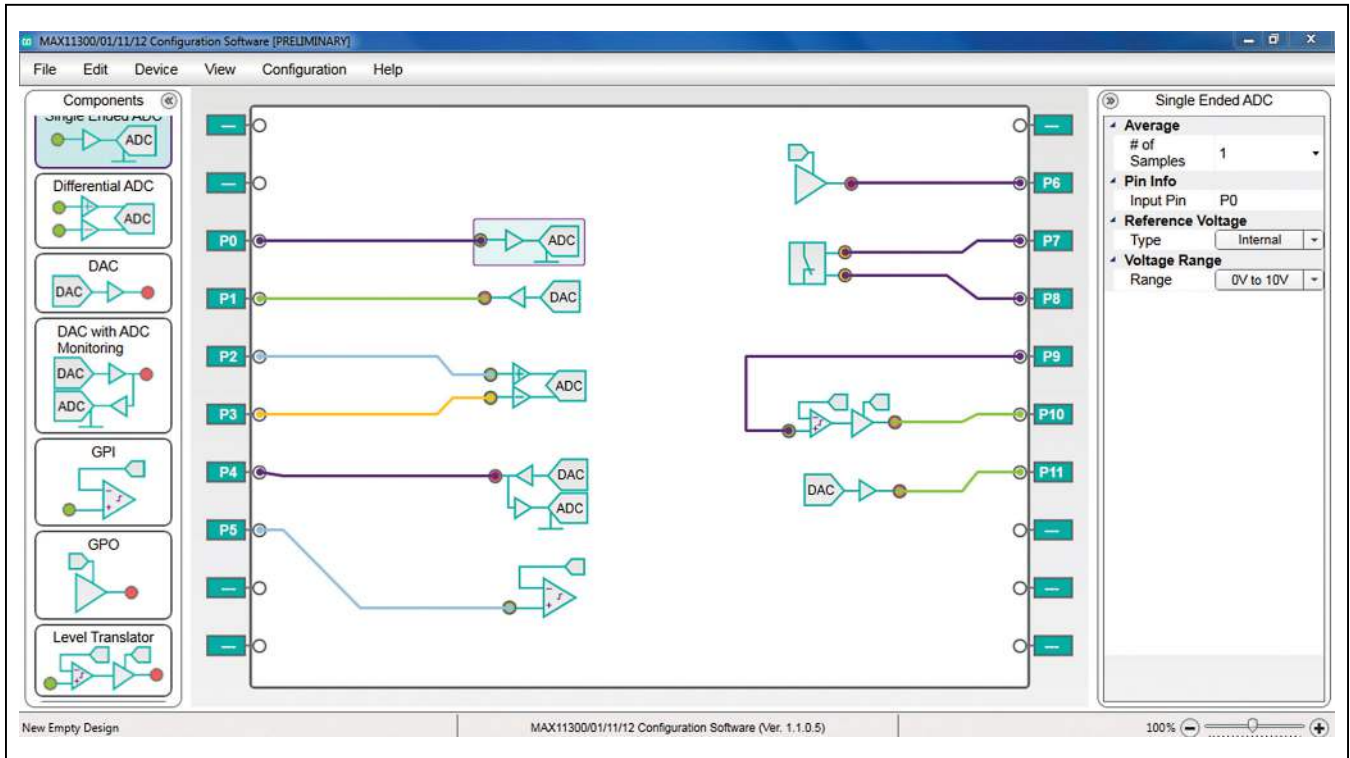 MAX11300/01/11/12 Configuration Software [PRELIMINARY]
File Edit Device View Configuration Help
Components
Single Ended ADC
ADC
Differential ADC
ADC
DAC
DAC
DAC with ADC
Monitoring
DAC
ADC
GPI
GPO
Level Translator
---
---
P0
P1
P2
P3
P4
P5
---
---
ADC
DAC
ADC
DAC
ADC
DAC
---
P6
P7
P8
P9
P10
P11
---
---
---
Single Ended ADC
Average
# of
Samples 1
Pin Info
Input Pin P0
Reference Voltage
Type Internal
Voltage Range
Range 0V to 10V
New Empty Design
MAX11300/01/11/12 Configuration Software (Ver. 1.1.0.5)
100%